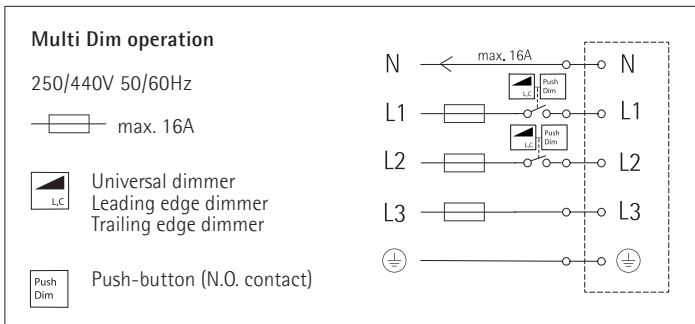 Multi Dim operation
250/440V 50/60Hz
max. 16A
L,C
Universal dimmer
Leading edge dimmer
Trailing edge dimmer
Push
Dim
Push-button (N.O. contact)
N
max. 16A
N
L,C
Push
Dim
L1
L1
L,C
Push
Dim
L2
L2
L3
L3